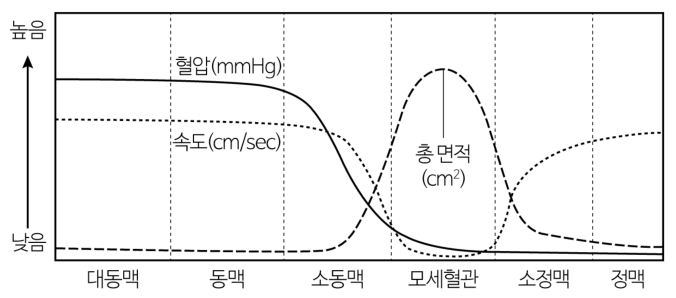 높음
혈압(mmHg)
속도(cm/sec)
총 면적
(cm²)
낮음
대동맥 동맥 소동맥 모세혈관 소정맥 정맥